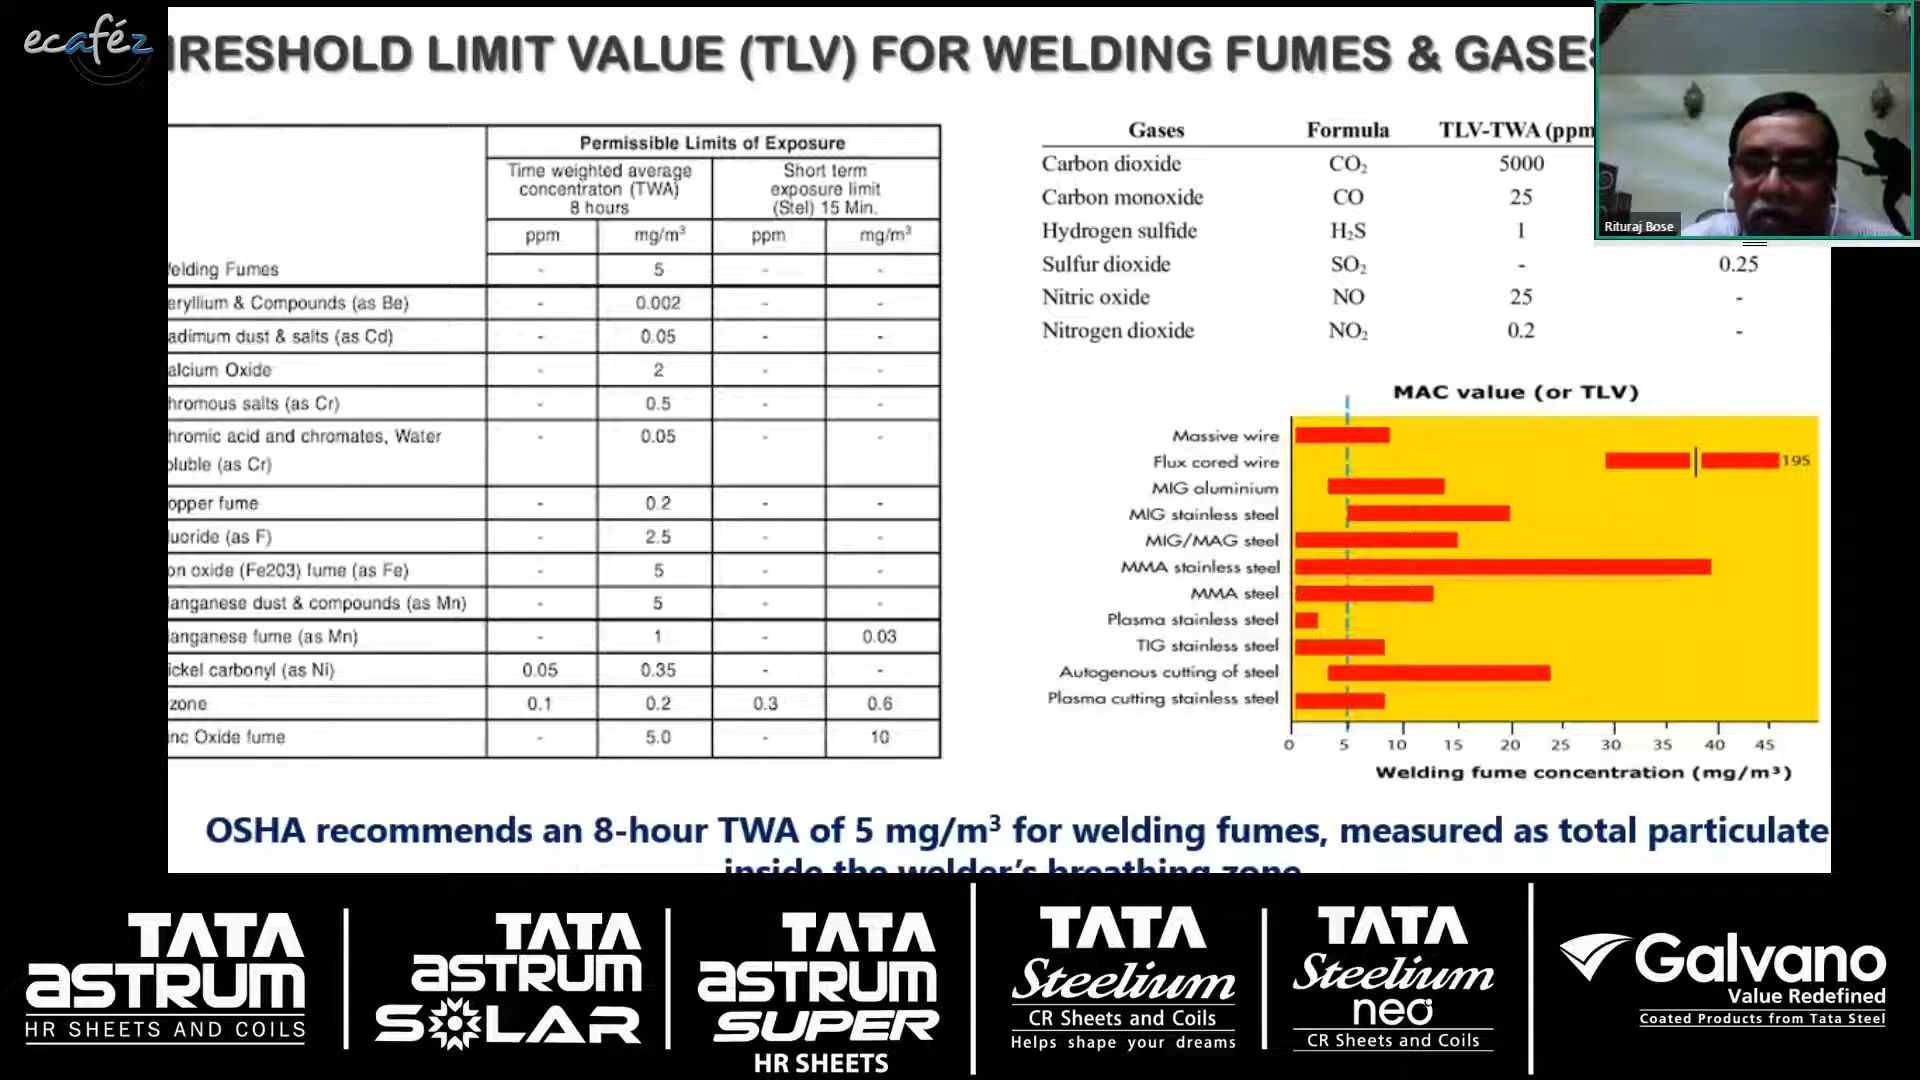 ecaféz
IRESHOLD LIMIT VALUE (TLV) FOR WELDING FUMES & GASES
Permissible Limits of Exposure
Time weighted average concentraton (TWA) 8 hours
Short term exposure limit (Stel) 15 Min.
ppm mg/m³ ppm mg/m³
elding Fumes - 5 - -
eryllium & Compounds (as Be) - 0.002 - -
adimum dust & salts (as Cd) - 0.05 - -
alcium Oxide - 2 - -
hromous salts (as Cr) - 0.5 - -
hromic acid and chromates, Water - 0.05 - -
oluble (as Cr)
opper fume - 0.2 - -
luoride (as F) - 2.5 - -
on oxide (Fe203) fume (as Fe) - 5 - -
anganese dust & compounds (as Mn) - 5 - -
anganese fume (as Mn) - 1 - 0.03
ickel carbonyl (as Ni) 0.05 0.35 - -
zone 0.1 0.2 0.3 0.6
inc Oxide fume - 5.0 - 10
Gases Formula TLV-TWA (ppm
Carbon dioxide CO₂ 5000
Carbon monoxide CO 25
Hydrogen sulfide H₂S 1
Sulfur dioxide SO₂ - 0.25
Nitric oxide NO 25 -
Nitrogen dioxide NO₂ 0.2 -
Rituraj Bose
MAC value (or TLV)
Massive wire
Flux cored wire 195
MIG aluminium
MIG stainless steel
MIG/MAG steel
MMA stainless steel
MMA steel
Plasma stainless steel
TIG stainless steel
Autogenous cutting of steel
Plasma cutting stainless steel
0 5 10 15 20 25 30 35 40 45
Welding fume concentration (mg/m³)
OSHA recommends an 8-hour TWA of 5 mg/m³ for welding fumes, measured as total particulate
inside the welder's breathing zone
TATA
astrum
HR SHEETS AND COILS
TATA
astrum
SOLAR
TATA
astrum
SUPER
HR SHEETS
TATA
Steelium
CR Sheets and Coils
Helps shape your dreams
TATA
Steelium
neo
CR Sheets and Coils
Galvano
Value Redefined
Coated Products from Tata Steel